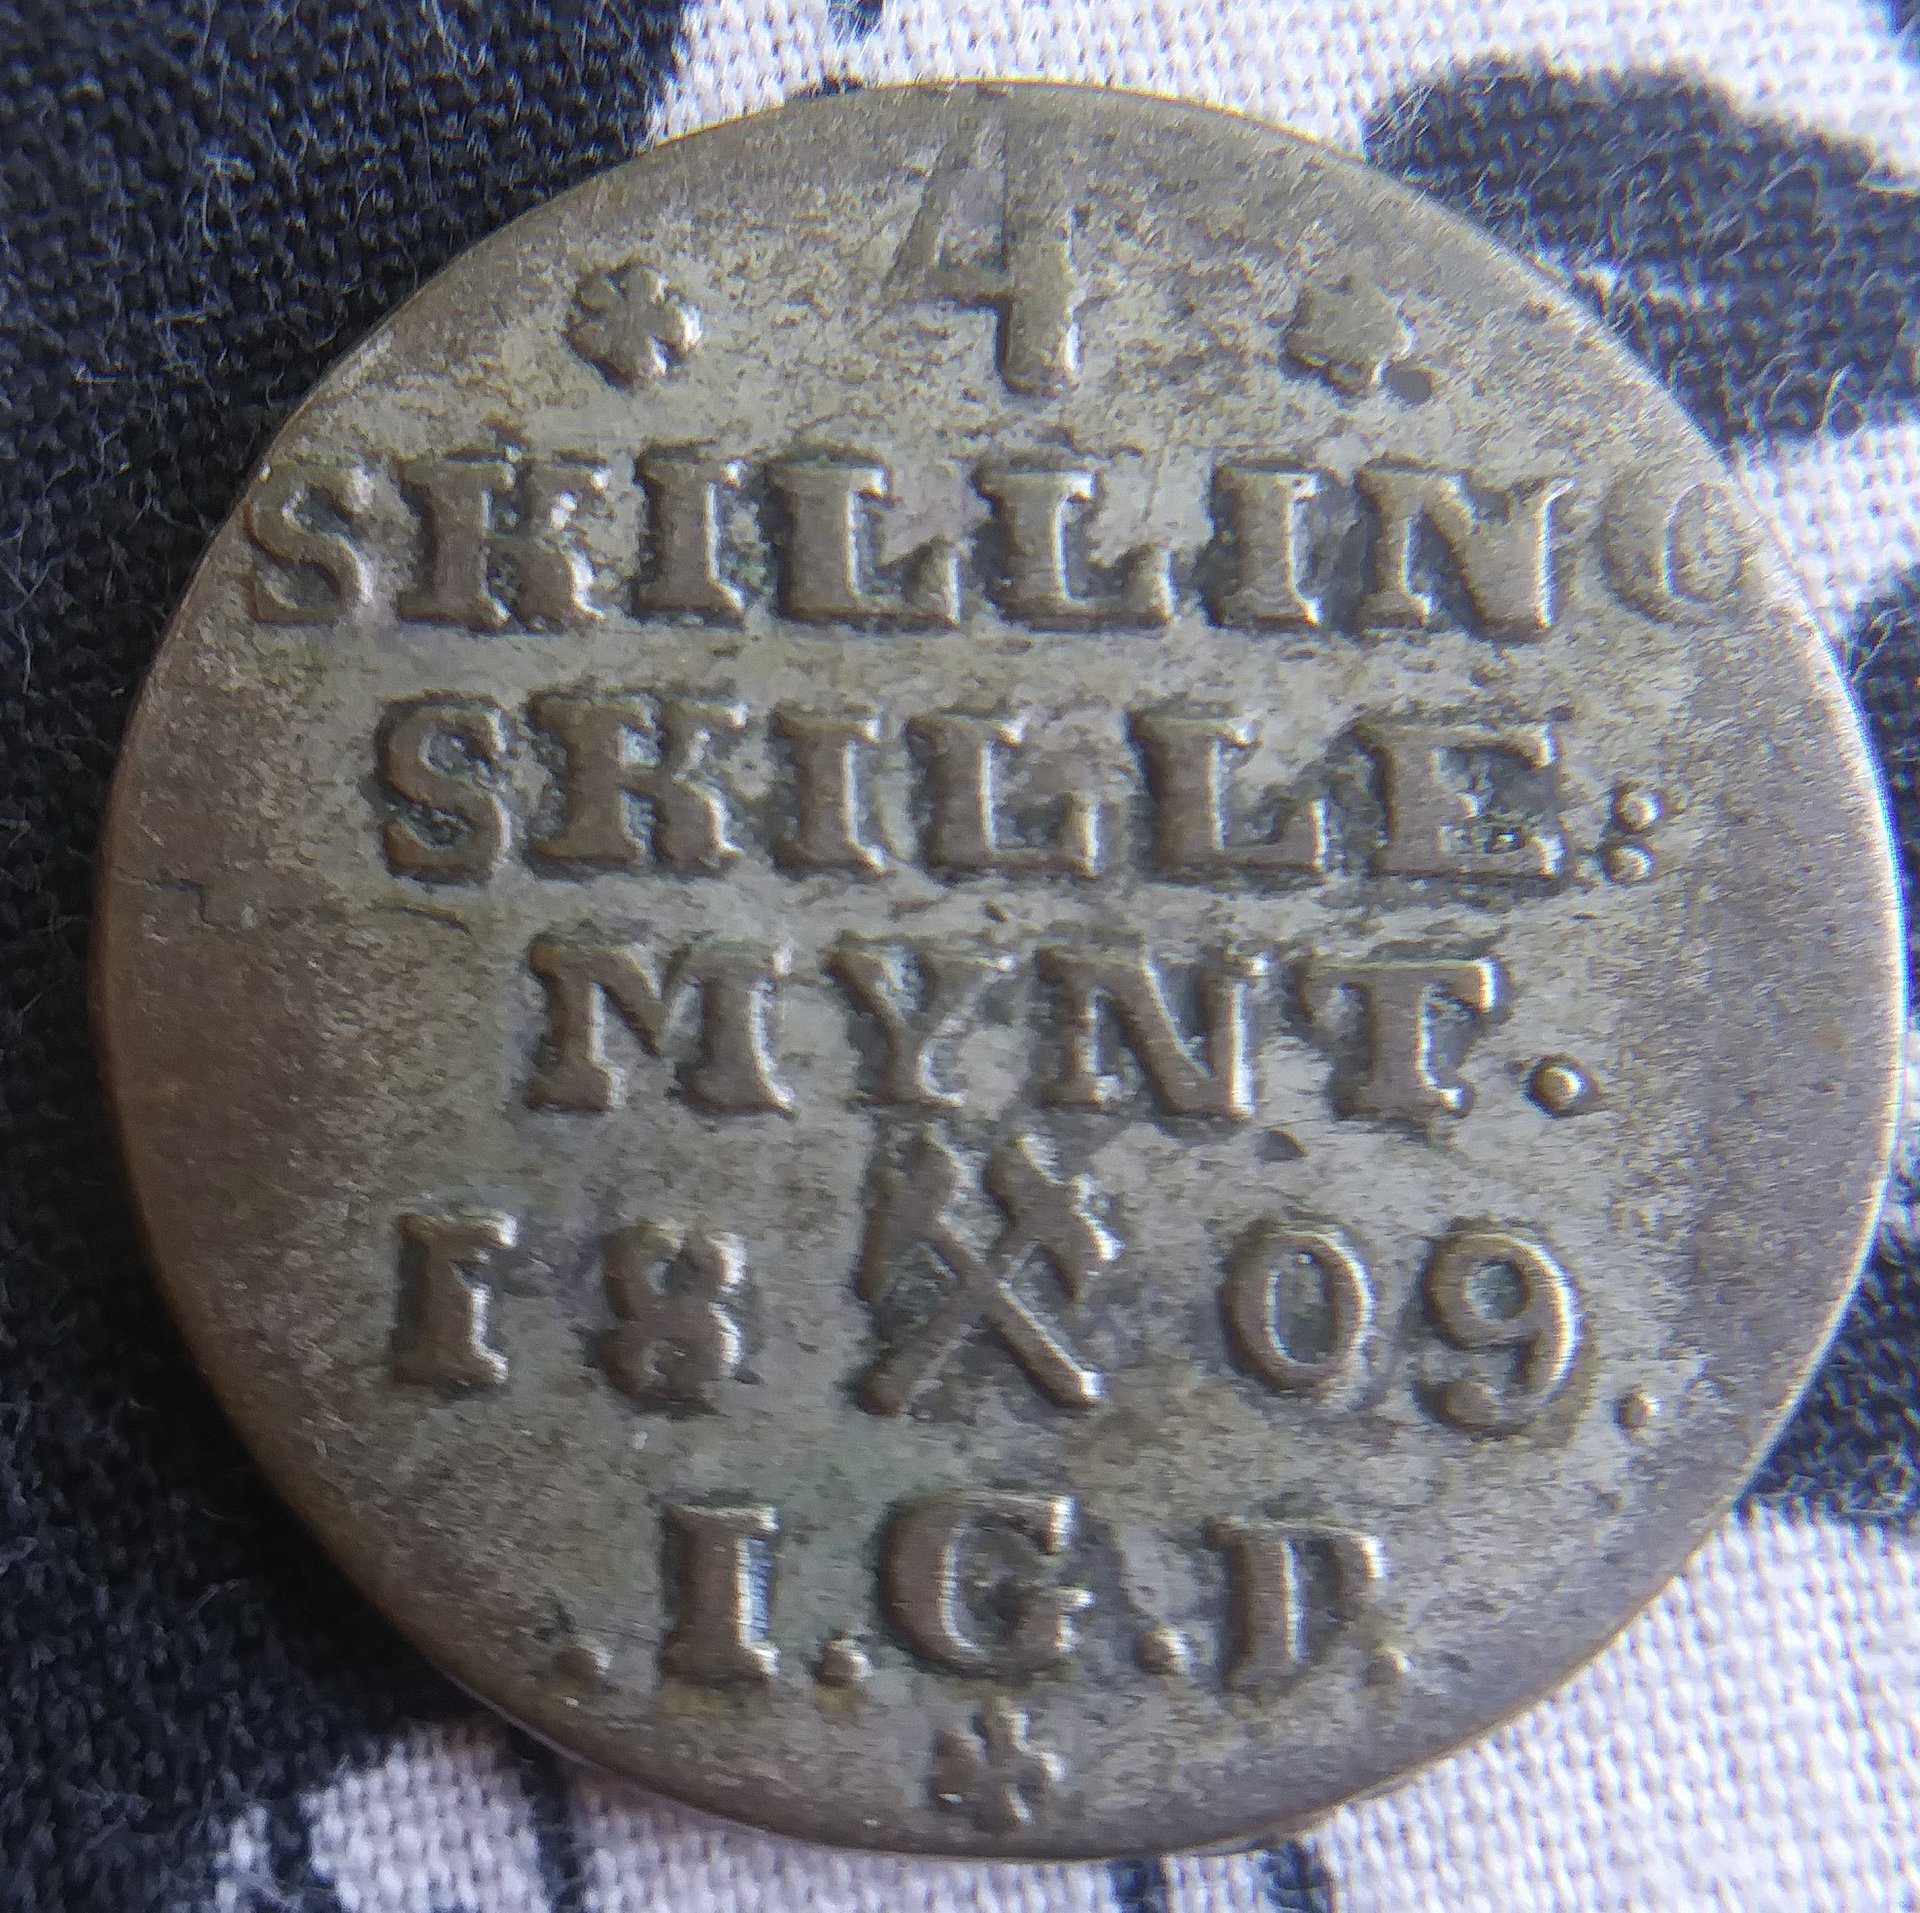 4
SKILLING
SKILLE:
MYNT.
18 09.
.I.G.P.